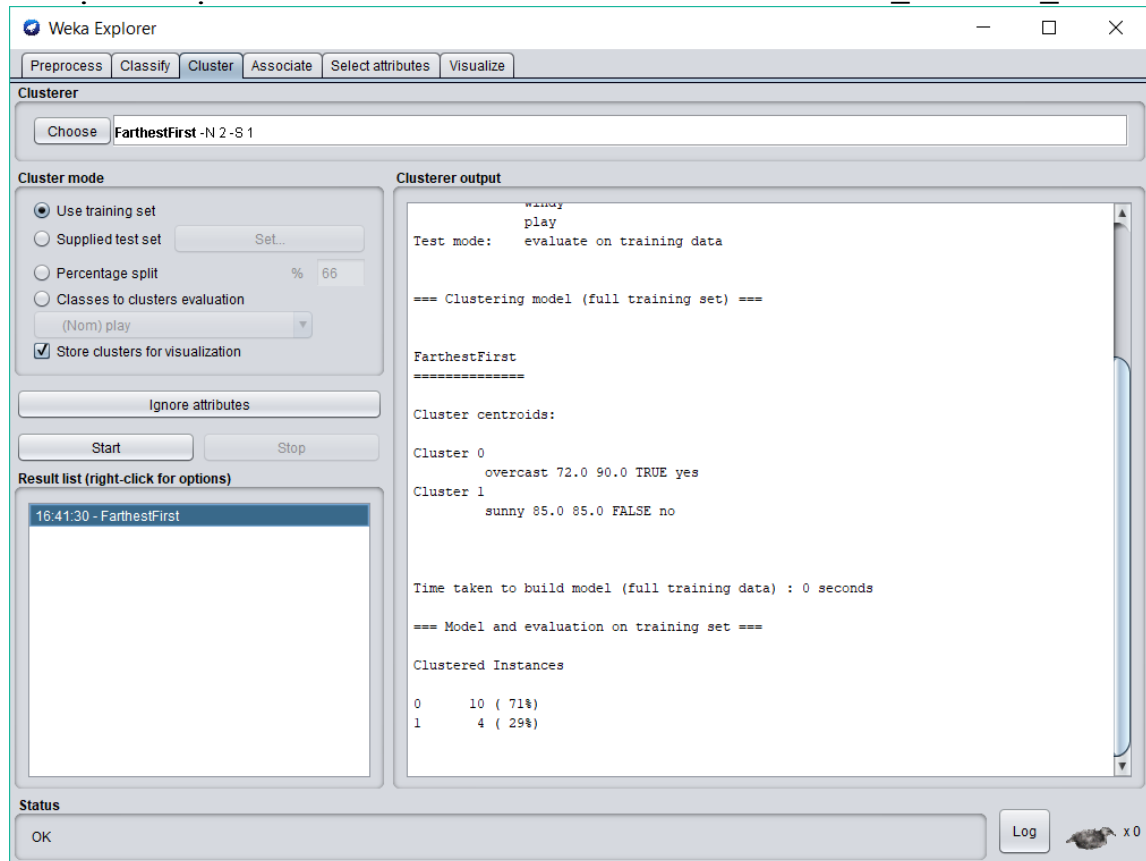 Weka Explorer
Preprocess Classify Cluster Associate Select attributes Visualize
Clusterer
Choose FarthestFirst -N 2 -S 1
Cluster mode
Use training set
Supplied test set Set...
Percentage split % 66
Classes to clusters evaluation
(Nom) play
Store clusters for visualization
Ignore attributes
Start Stop
Result list (right-click for options)
16:41:30 - FarthestFirst
Clusterer output
windy
play
Test mode: evaluate on training data
=== Clustering model (full training set) ===
FarthestFirst
==============
Cluster centroids:
Cluster 0
overcast 72.0 90.0 TRUE yes
Cluster 1
sunny 85.0 85.0 FALSE no
Time taken to build model (full training data) : 0 seconds
=== Model and evaluation on training set ===
Clustered Instances
0 10 ( 71%)
1 4 ( 29%)
Status
OK
Log x 0